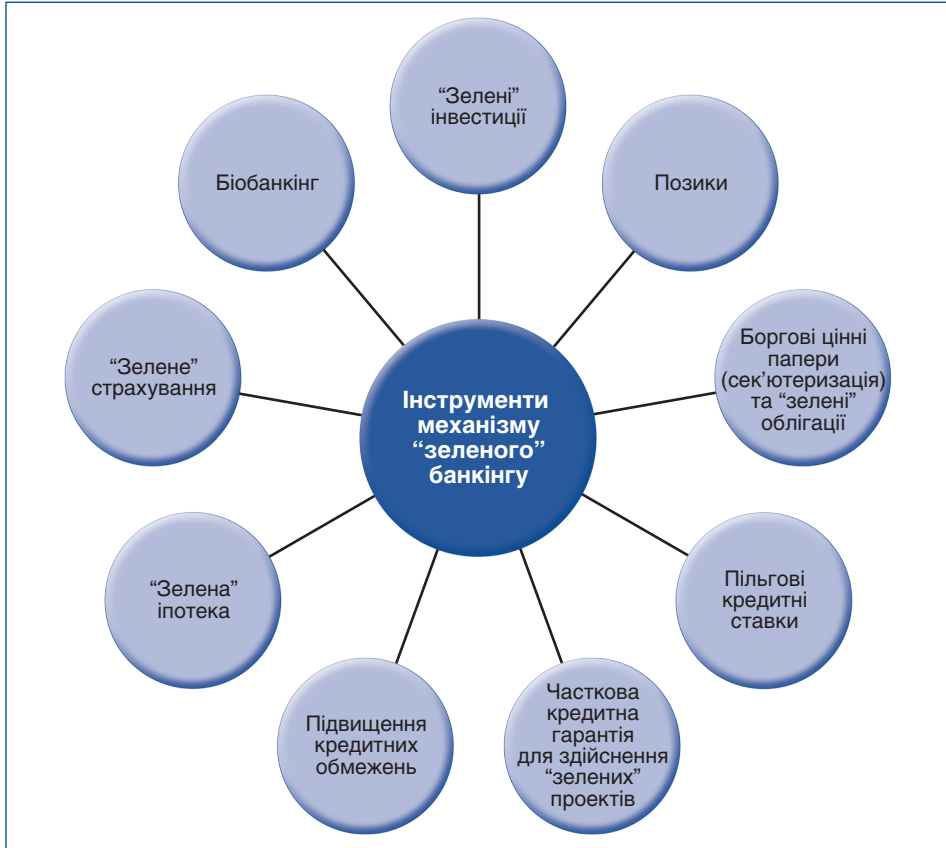 “Зелені”
інвестиції
Біобанкінг
Позики
“Зелене”
страхування
Боргові цінні
папери
(сек’ютеризація)
та “зелені”
облігації
Інструменти
механізму
“зеленого”
банкінгу
“Зелена”
іпотека
Пільгові
кредитні
ставки
Підвищення
кредитних
обмежень
Часткова
кредитна
гарантія
для здійснення
“зелених”
проектів